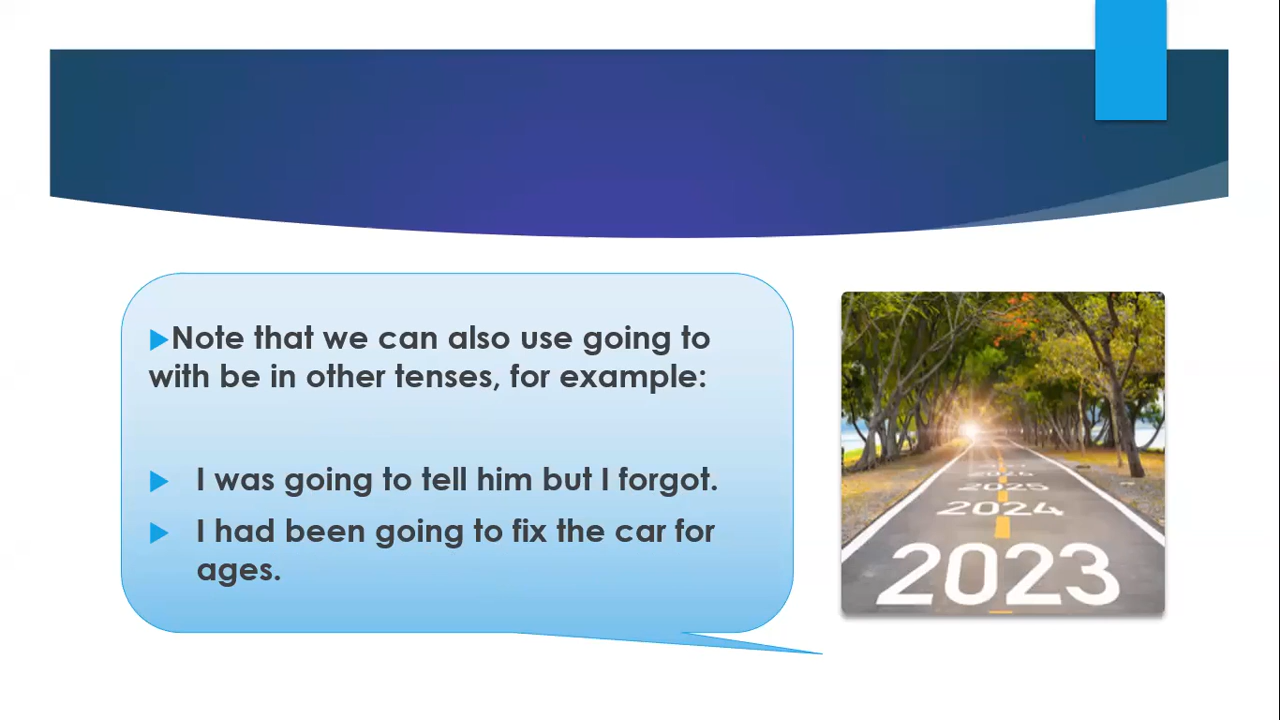 Note that we can also use going to
with be in other tenses, for example:
I was going to tell him but I forgot.
I had been going to fix the car for
ages.
2025
2024
2023